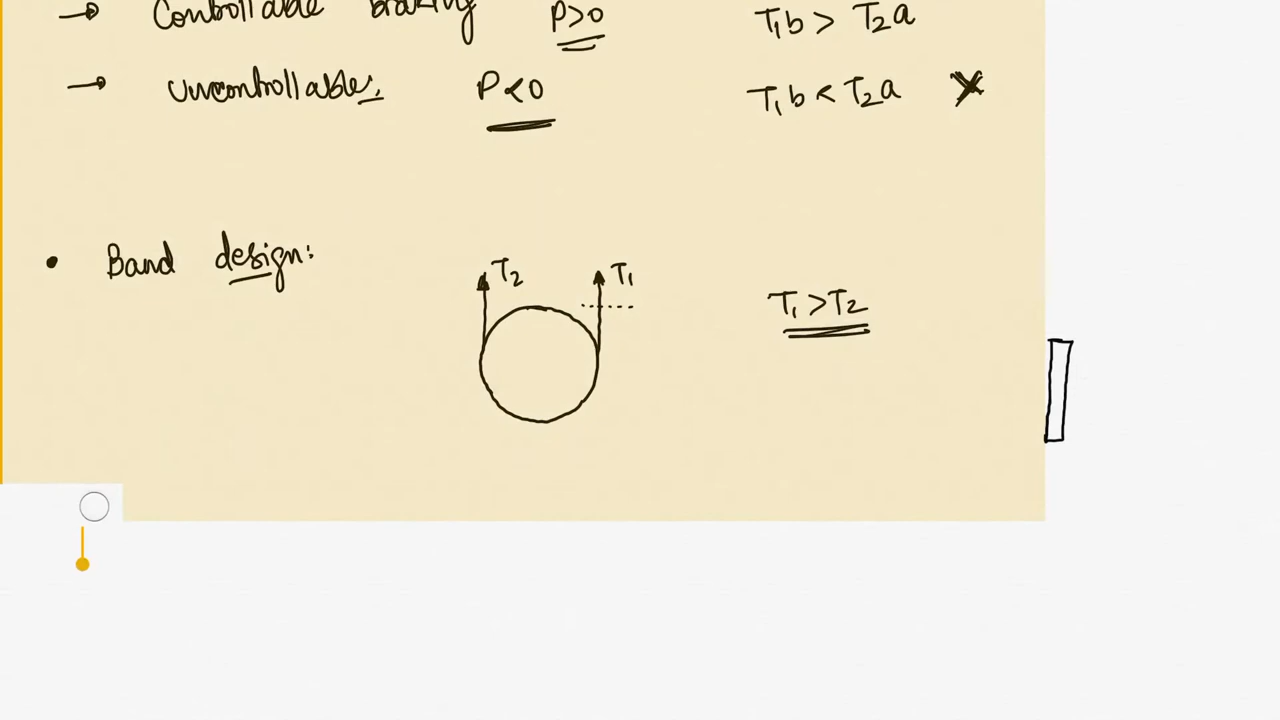 → Controllable braking P>0 T₁b > T₂a
→ Uncontrollable: P<0 T₁b < T₂a ✗
• Band design:
T₂ T₁
T₁ > T₂